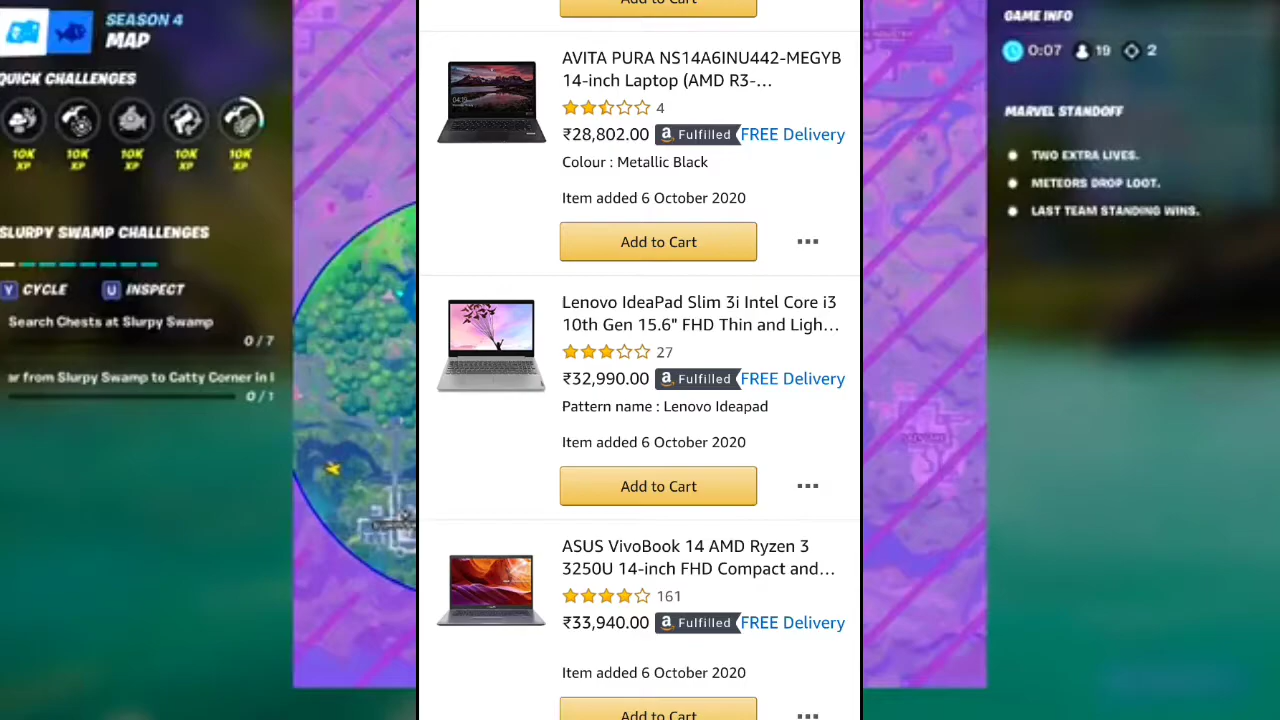 SEASON 4
MAP
QUICK CHALLENGES
10K XP
10K XP
10K XP
10K XP
10K XP
SLURPY SWAMP CHALLENGES
Y CYCLE
U INSPECT
Search Chests at Slurpy Swamp
0 / 7
from Slurpy Swamp to Catty Corner in
0 / 1
Add to Cart
AVITA PURA NS14A6INU442-MEGYB
14-inch Laptop (AMD R3-...
4
₹28,802.00 a Fulfilled FREE Delivery
Colour : Metallic Black
Item added 6 October 2020
Add to Cart
Lenovo IdeaPad Slim 3i Intel Core i3
10th Gen 15.6" FHD Thin and Ligh...
27
₹32,990.00 a Fulfilled FREE Delivery
Pattern name : Lenovo Ideapad
Item added 6 October 2020
Add to Cart
ASUS VivoBook 14 AMD Ryzen 3
3250U 14-inch FHD Compact and...
161
₹33,940.00 a Fulfilled FREE Delivery
Item added 6 October 2020
Add to Cart
GAME INFO
0:07 19 2
MARVEL STANDOFF
TWO EXTRA LIVES.
METEORS DROP LOOT.
LAST TEAM STANDING WINS.